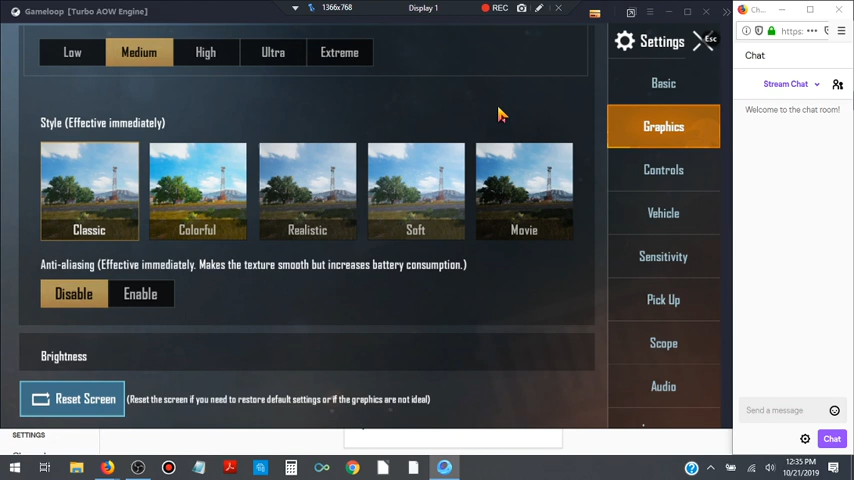 Gameloop [Turbo AOW Engine]
1366x768
Display 1
REC
Ch...
https:
Low
Medium
High
Ultra
Extreme
Settings
Esc
Chat
Basic
Stream Chat
Welcome to the chat room!
Style (Effective immediately)
Graphics
Controls
Vehicle
Classic
Colorful
Realistic
Soft
Movie
Sensitivity
Anti-aliasing (Effective immediately. Makes the texture smooth but increases battery consumption.)
Disable
Enable
Pick Up
Scope
Brightness
Audio
Reset Screen
(Reset the screen if you need to restore default settings or if the graphics are not ideal)
Send a message
Chat
SETTINGS
12:35 PM
10/21/2019